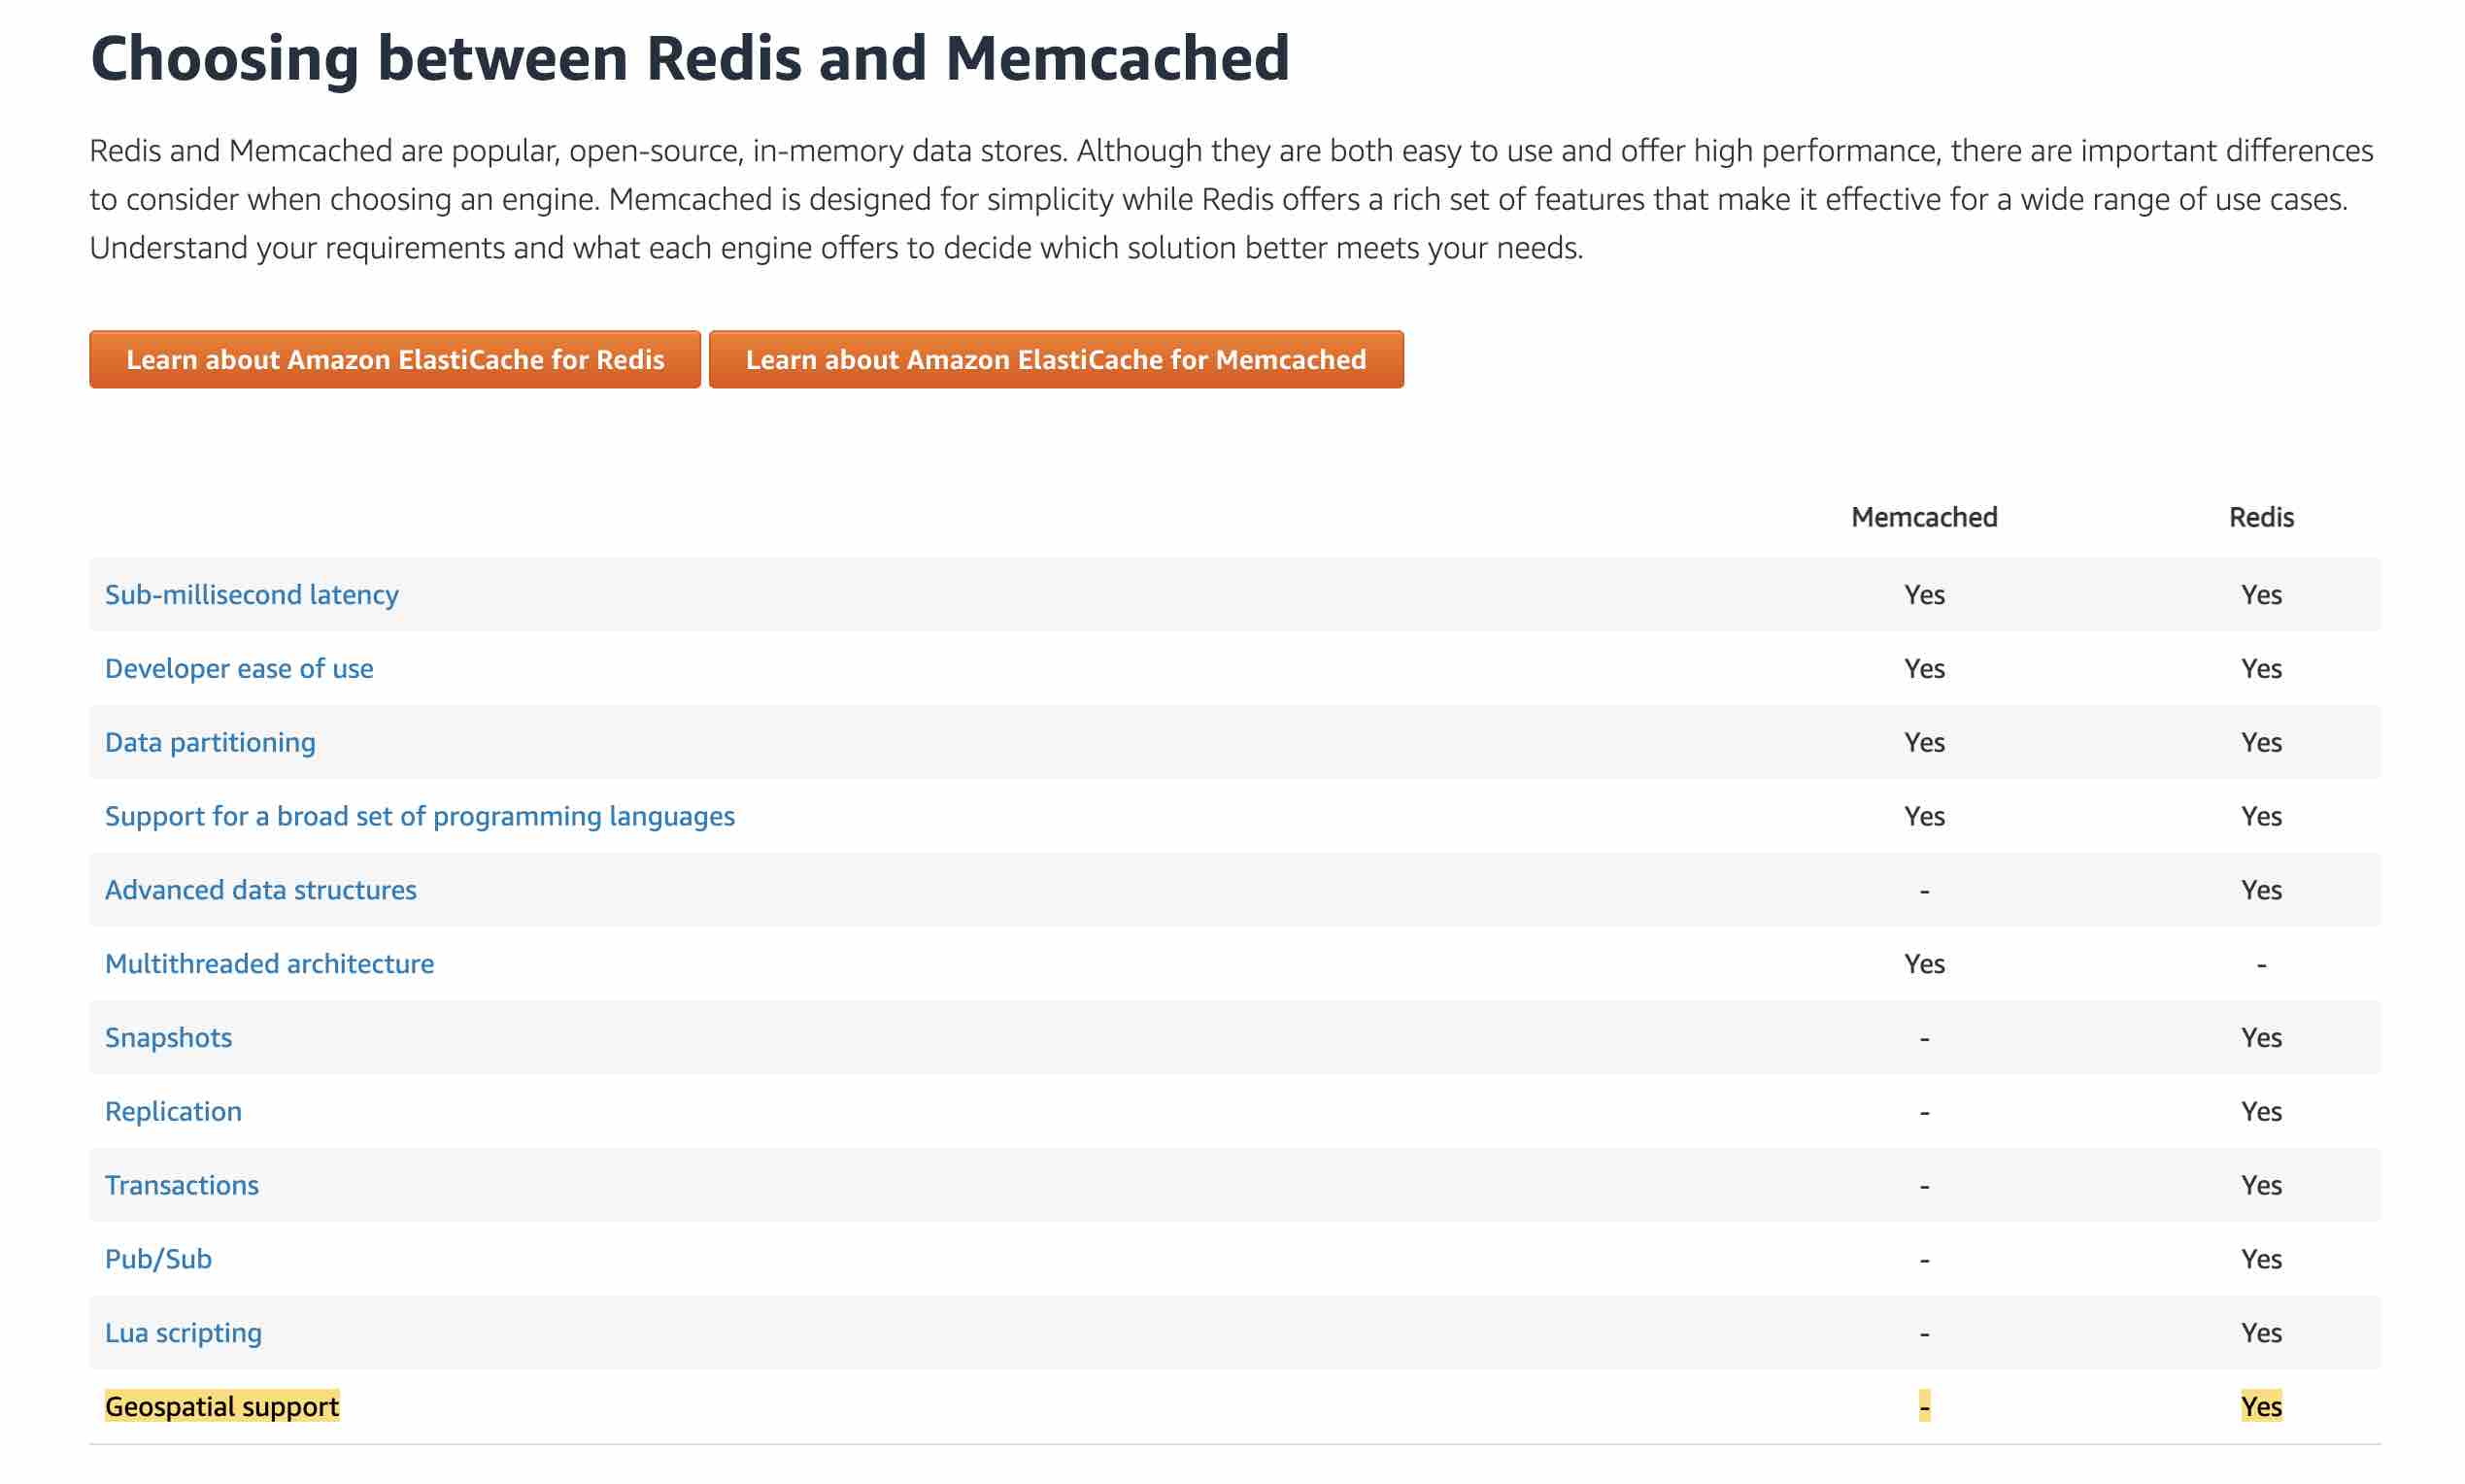 Choosing between Redis and Memcached
Redis and Memcached are popular, open-source, in-memory data stores. Although they are both easy to use and offer high performance, there are important differences
to consider when choosing an engine. Memcached is designed for simplicity while Redis offers a rich set of features that make it effective for a wide range of use cases.
Understand your requirements and what each engine offers to decide which solution better meets your needs.
Learn about Amazon ElastiCache for Redis Learn about Amazon ElastiCache for Memcached
Memcached Redis
Sub-millisecond latency Yes Yes
Developer ease of use Yes Yes
Data partitioning Yes Yes
Support for a broad set of programming languages Yes Yes
Advanced data structures - Yes
Multithreaded architecture Yes -
Snapshots - Yes
Replication - Yes
Transactions - Yes
Pub/Sub - Yes
Lua scripting - Yes
Geospatial support - Yes